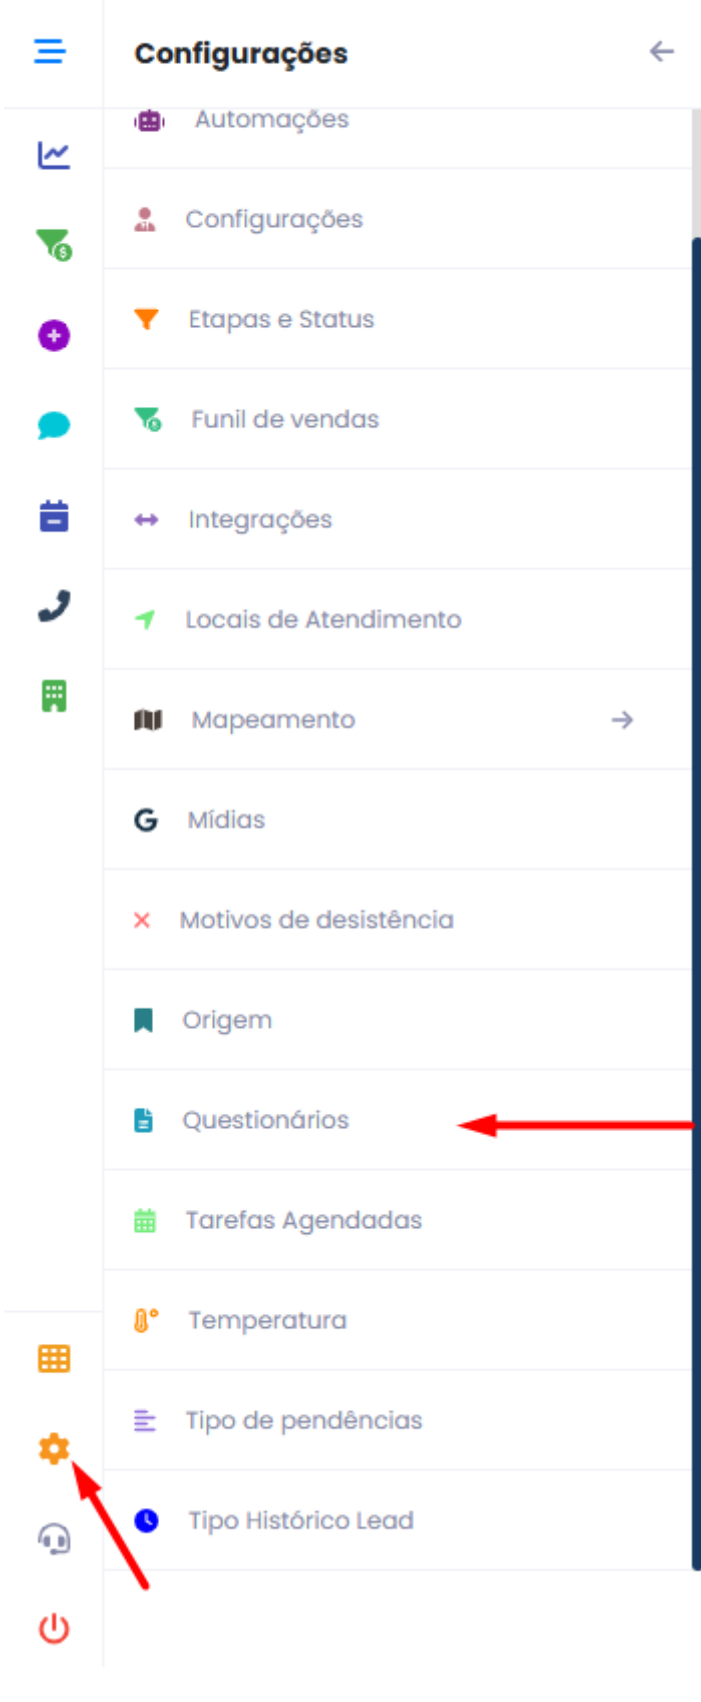 Configurações
Automações
Configurações
Etapas e Status
Funil de vendas
Integrações
Locais de Atendimento
Mapeamento
Mídias
Motivos de desistência
Origem
Questionários
Tarefas Agendadas
Temperatura
Tipo de pendências
Tipo Histórico Lead